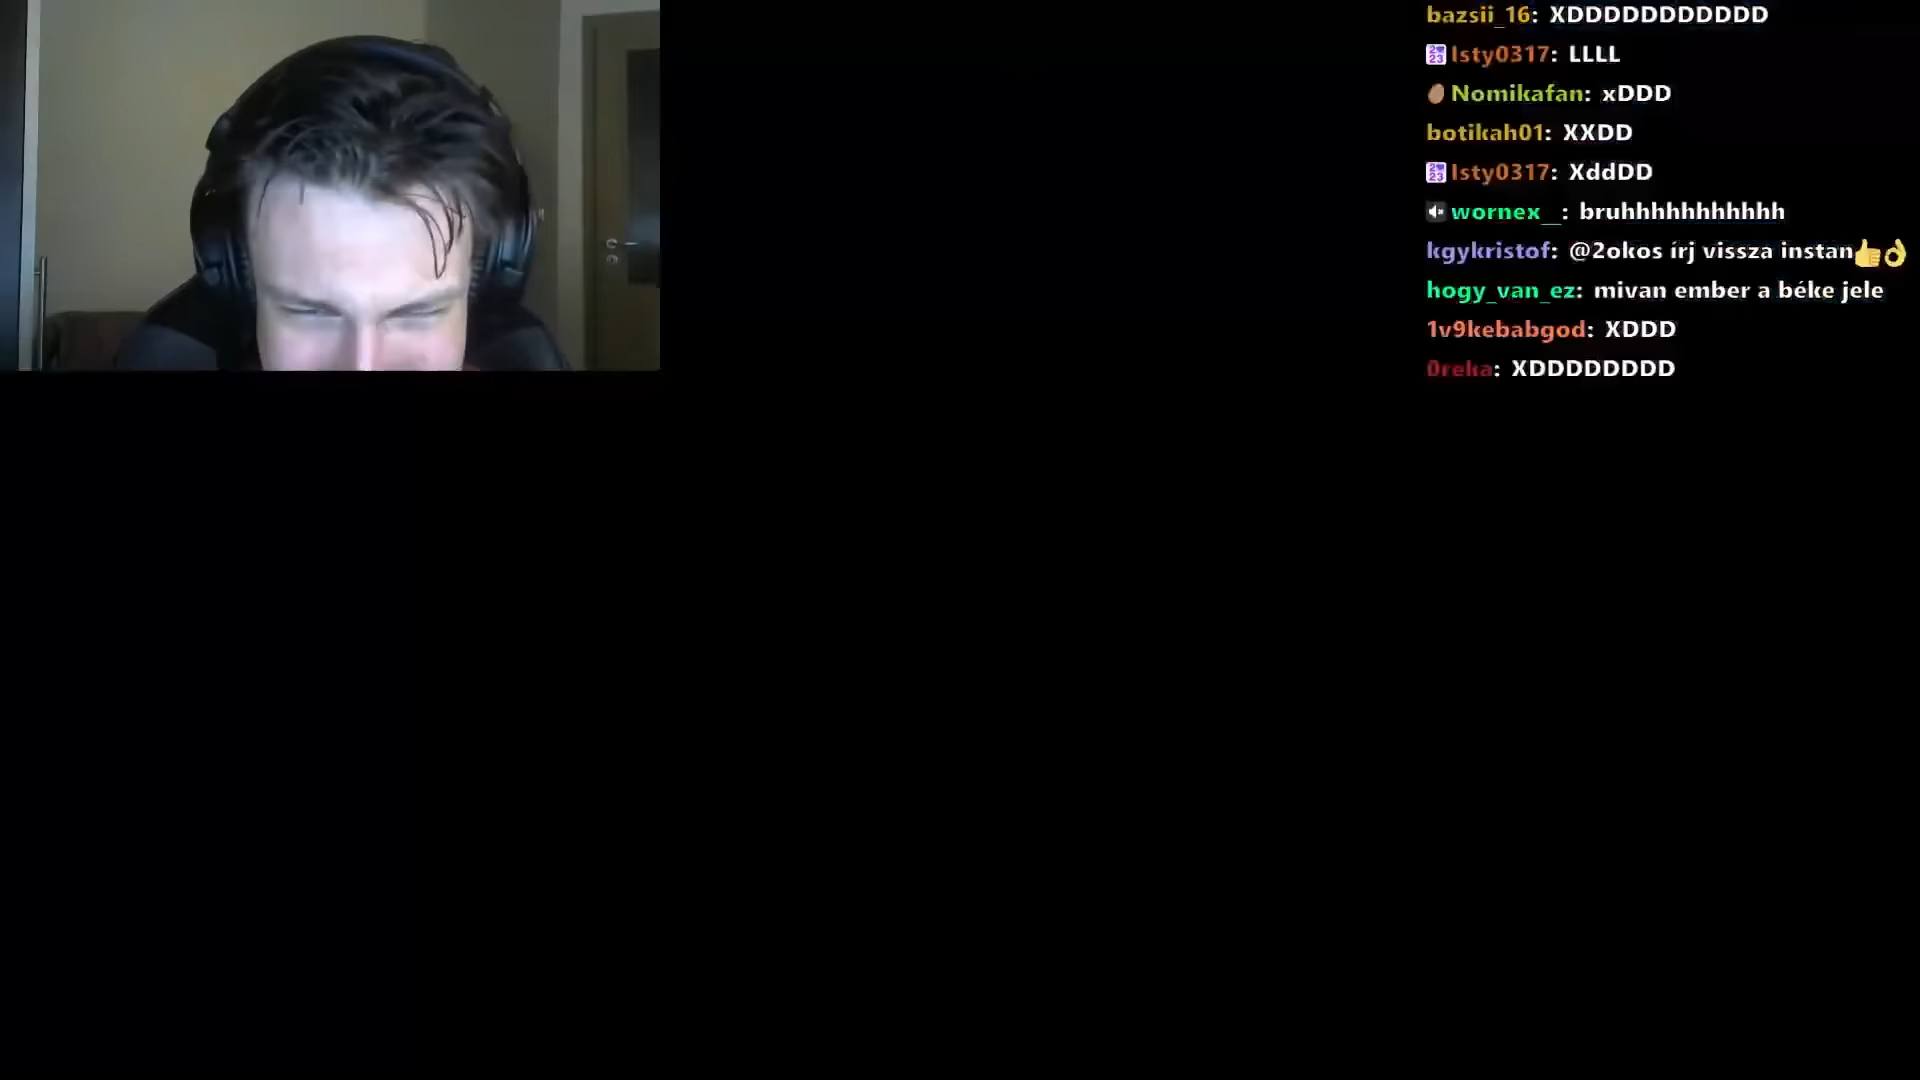 bazsii_16: XDDDDDDDDDDD
Isty0317: LLLL
Nomikafan: xDDD
botikah01: XXDD
Isty0317: XddDD
wornex__: bruhhhhhhhhhhh
kgykristof: @2okos írj vissza instan👍👌
hogy_van_ez: mivan ember a béke jele
1v9kebabgod: XDDD
0reka: XDDDDDDDD